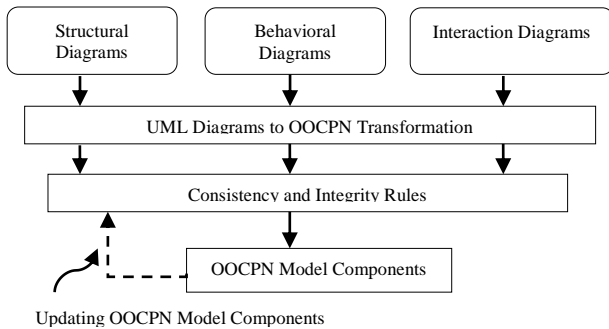 Structural
Diagrams
Behavioral
Diagrams
Interaction Diagrams
UML Diagrams to OOCPN Transformation
Consistency and Integrity Rules
OOCPN Model Components
Updating OOCPN Model Components